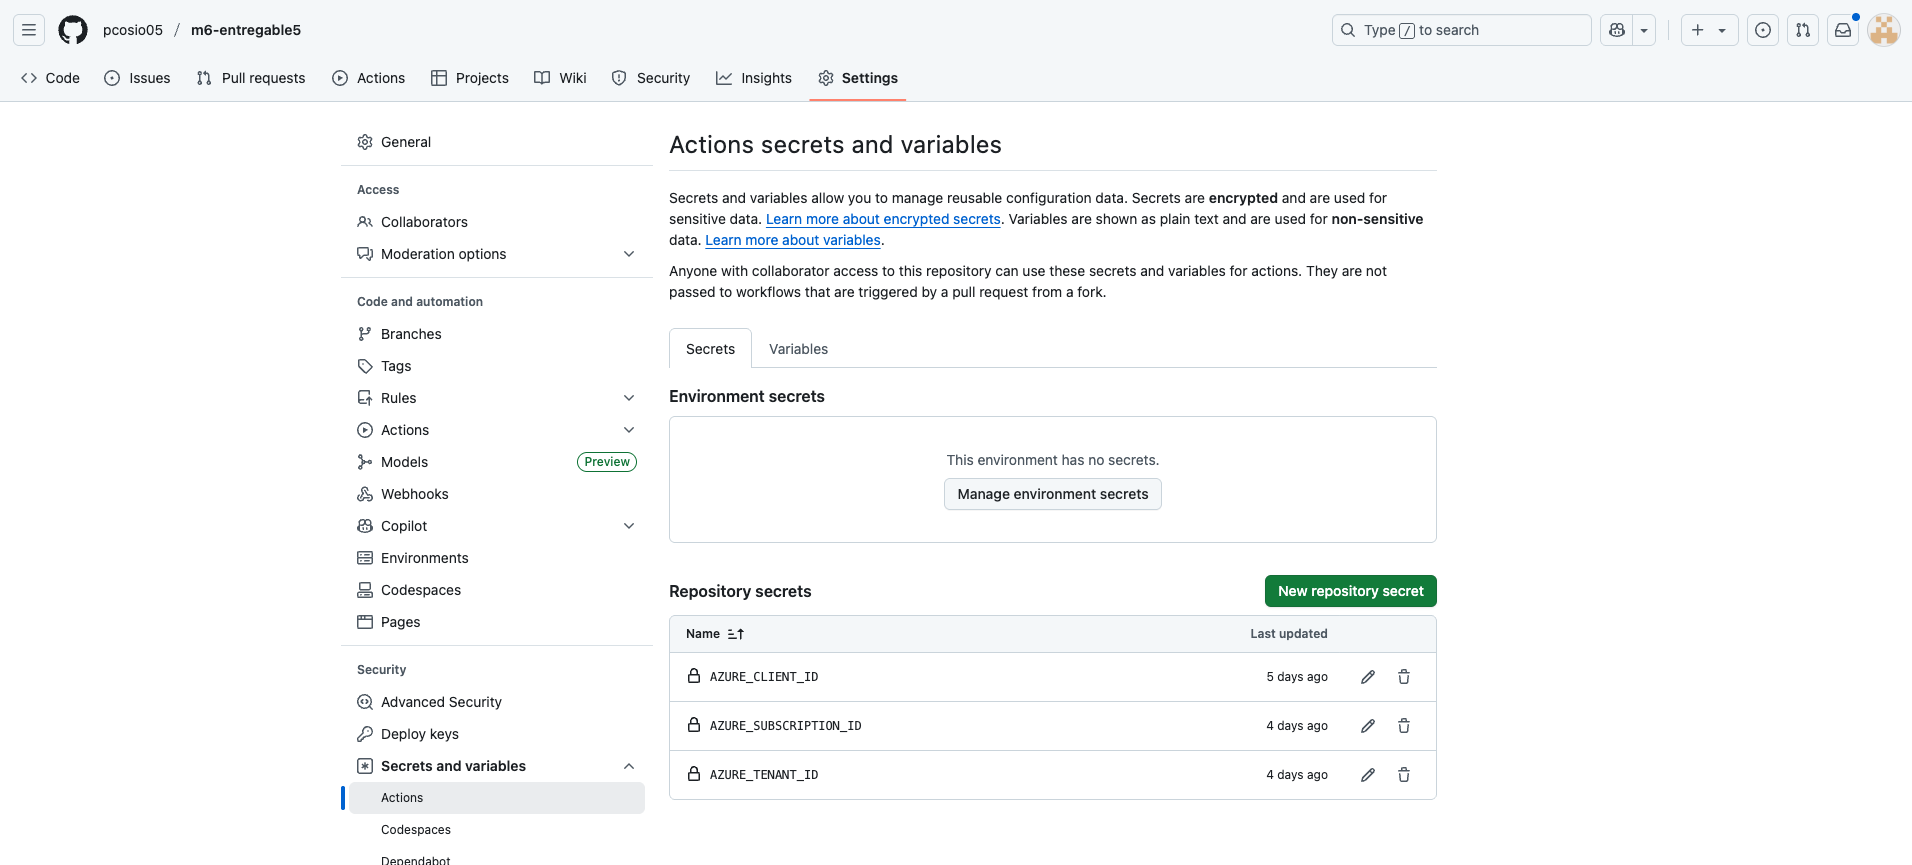 pcosio05 / m6-entregable5
Type / to search
Code
Issues
Pull requests
Actions
Projects
Wiki
Security
Insights
Settings
General
Access
Collaborators
Moderation options
Code and automation
Branches
Tags
Rules
Actions
Models Preview
Webhooks
Copilot
Environments
Codespaces
Pages
Security
Advanced Security
Deploy keys
Secrets and variables
Actions
Codespaces
Dependabot
Actions secrets and variables
Secrets and variables allow you to manage reusable configuration data. Secrets are encrypted and are used for
sensitive data. Learn more about encrypted secrets. Variables are shown as plain text and are used for non-sensitive
data. Learn more about variables.
Anyone with collaborator access to this repository can use these secrets and variables for actions. They are not
passed to workflows that are triggered by a pull request from a fork.
Secrets Variables
Environment secrets
This environment has no secrets.
Manage environment secrets
Repository secrets
New repository secret
Name Last updated
AZURE_CLIENT_ID 5 days ago
AZURE_SUBSCRIPTION_ID 4 days ago
AZURE_TENANT_ID 4 days ago